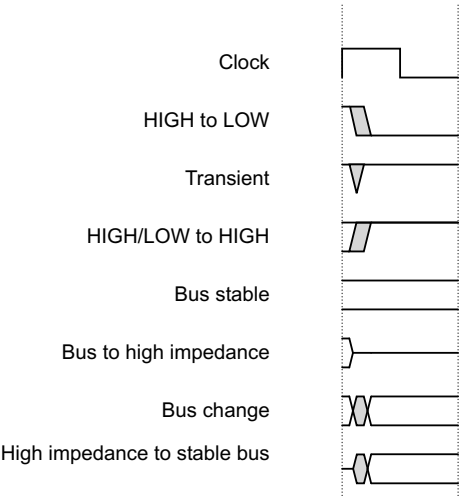 Clock
HIGH to LOW
Transient
HIGH/LOW to HIGH
Bus stable
Bus to high impedance
Bus change
High impedance to stable bus